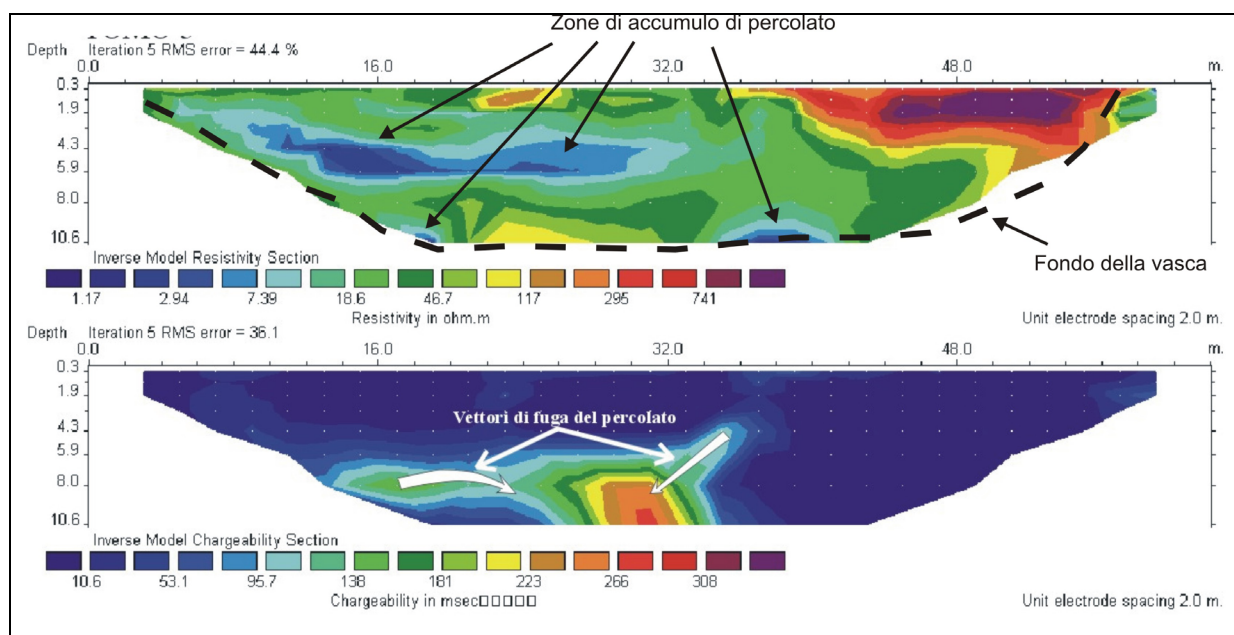 Zone di accumulo di percolato
Depth Iteration 5 RMS error = 44.4 %
0.0 16.0 32.0 48.0 m.
0.3
1.9
4.3
5.9
8.0
10.6
Fondo della vasca
Inverse Model Resistivity Section
1.17 2.94 7.39 18.6 46.7 117 295 741
Resistivity in ohm.m
Unit electrode spacing 2.0 m.
Depth Iteration 5 RMS error = 36.1
0.0 16.0 32.0 48.0 m.
0.3
1.9
Vettori di fuga del percolato
4.3
5.9
8.0
10.6
Inverse Model Chargeability Section
10.6 53.1 95.7 138 181 223 266 308
Chargeability in msec□□□□□
Unit electrode spacing 2.0 m.